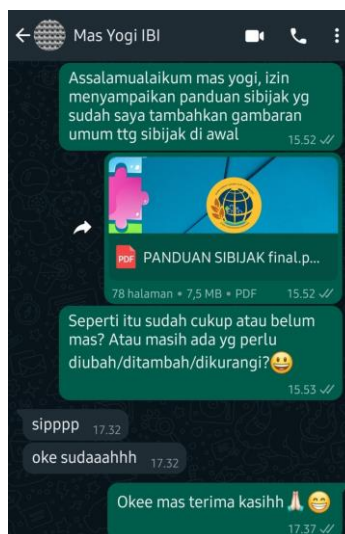 Mas Yogi IBI
Assalamualaikum mas yogi, izin
menyampaikan panduan sibijak yg
sudah saya tambahkan gambaran
umum ttg sibijak di awal
15.52
PDF
PANDUAN SIBIJAK final.p...
78 halaman • 7,5 MB • PDF
15.52
Seperti itu sudah cukup atau belum
mas? Atau masih ada yg perlu
diubah/ditambah/dikurangi?😃
15.53
sipppp 17.32
oke sudaaahhh 17.32
Okee mas terima kasihh 🙏🏻😁
17.37